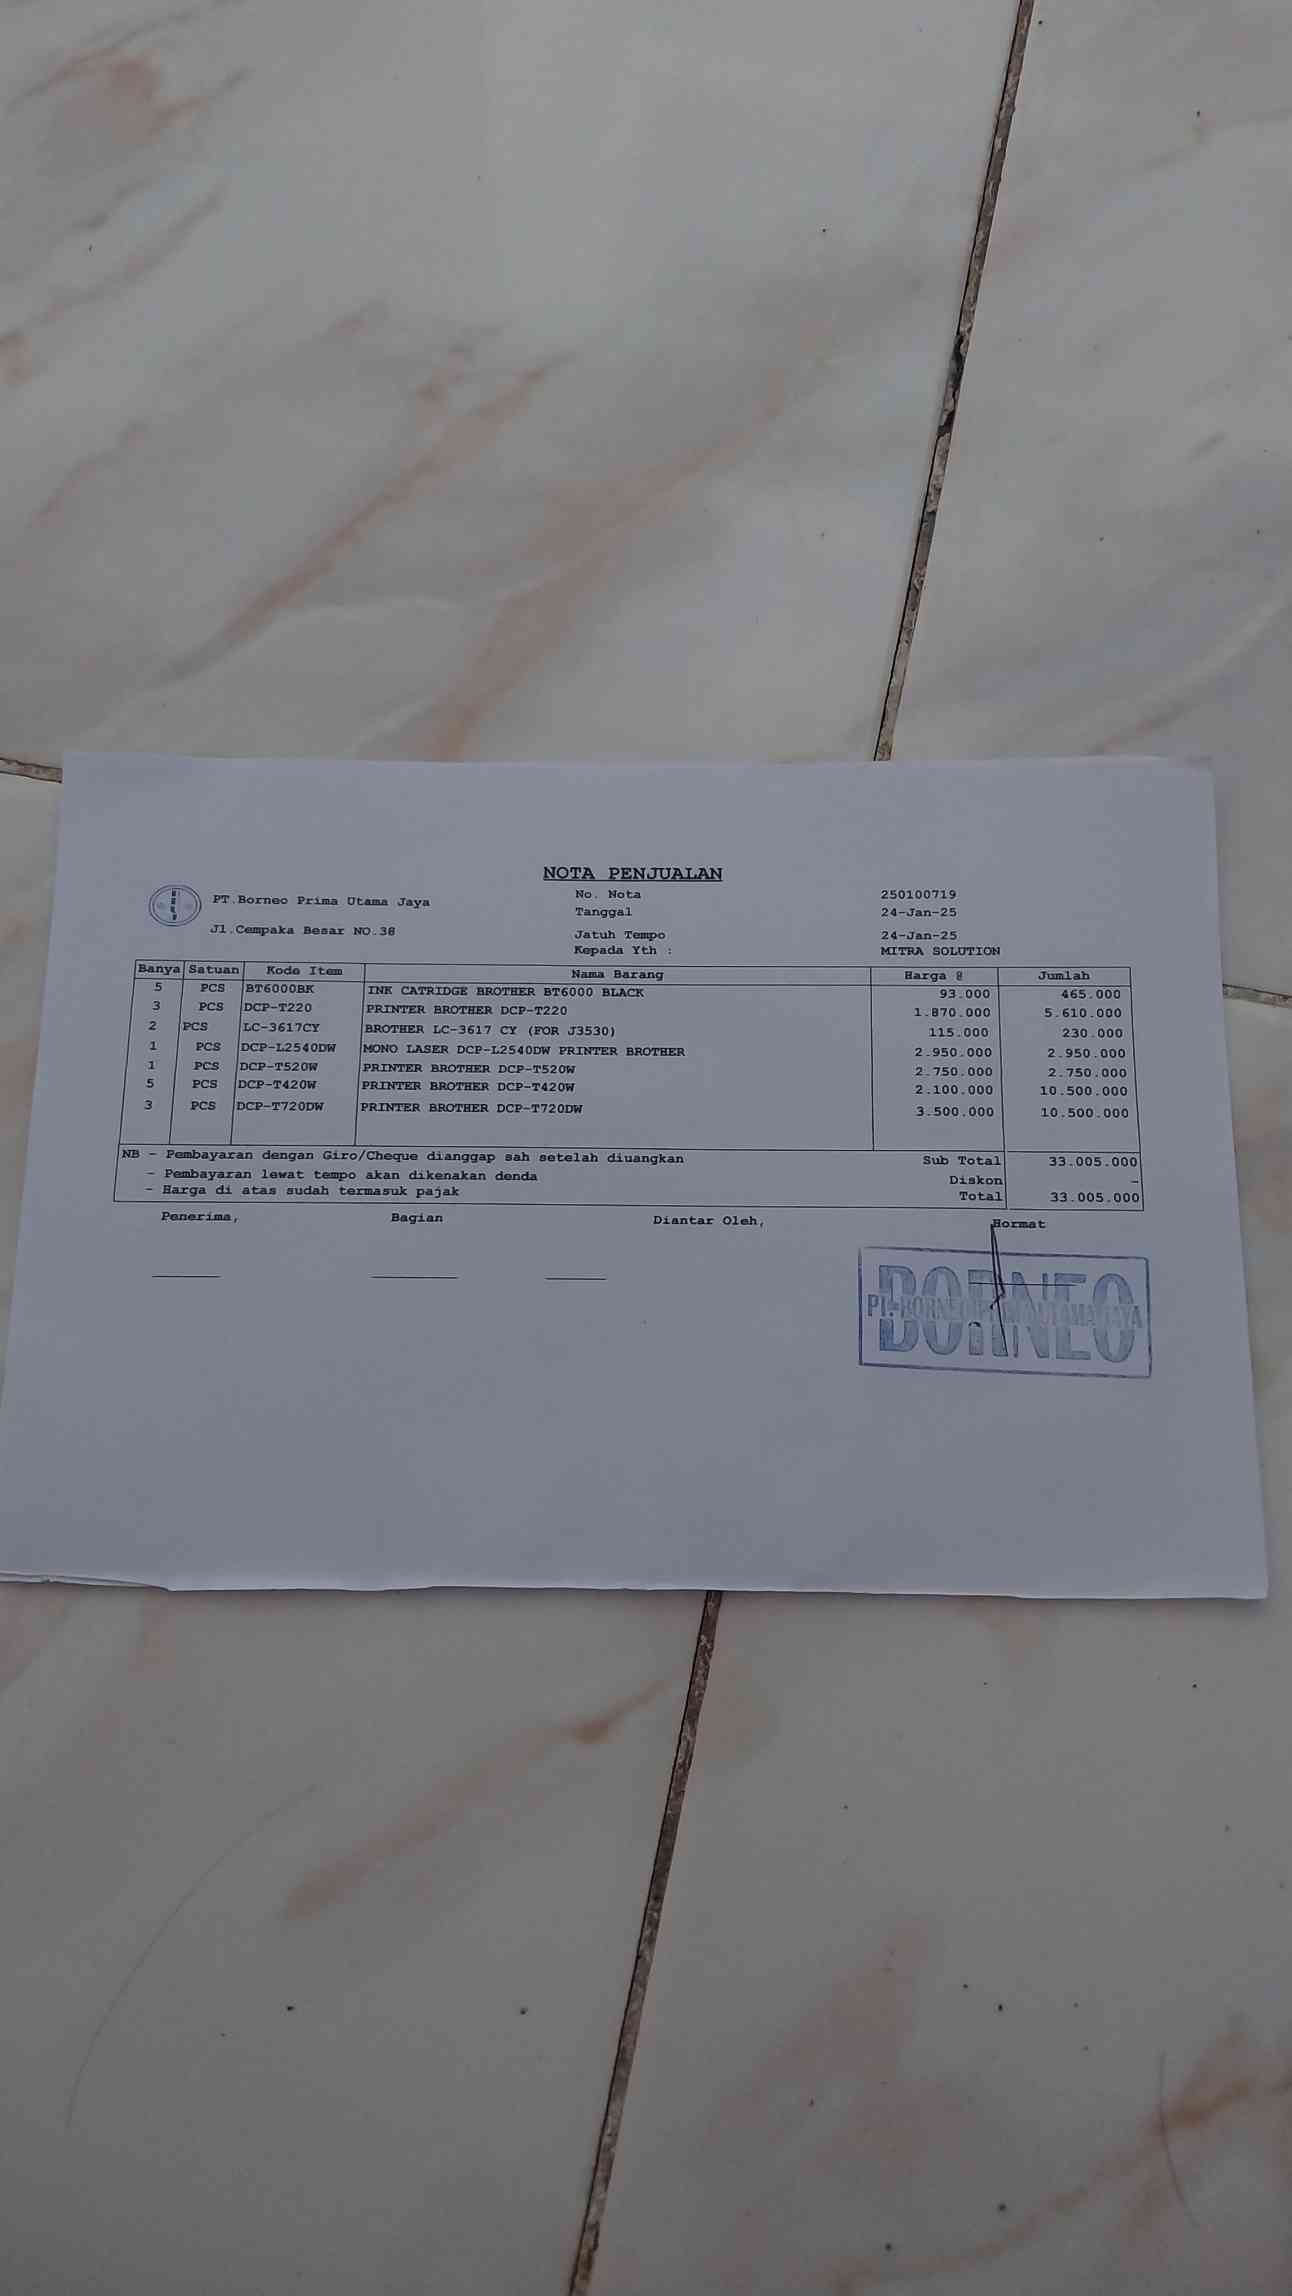 NOTA PENJUALAN
PT.Borneo Prima Utama Jaya
Jl.Cempaka Besar NO.38
No. Nota 250100719
Tanggal 24-Jan-25
Jatuh Tempo 24-Jan-25
Kepada Yth : MITRA SOLUTION
Banya Satuan Kode Item Nama Barang Harga @ Jumlah
5 PCS BT6000BK INK CATRIDGE BROTHER BT6000 BLACK 93.000 465.000
3 PCS DCP-T220 PRINTER BROTHER DCP-T220 1.870.000 5.610.000
2 PCS LC-3617CY BROTHER LC-3617 CY (FOR J3530) 115.000 230.000
1 PCS DCP-L2540DW MONO LASER DCP-L2540DW PRINTER BROTHER 2.950.000 2.950.000
1 PCS DCP-T520W PRINTER BROTHER DCP-T520W 2.750.000 2.750.000
5 PCS DCP-T420W PRINTER BROTHER DCP-T420W 2.100.000 10.500.000
3 PCS DCP-T720DW PRINTER BROTHER DCP-T720DW 3.500.000 10.500.000
NB - Pembayaran dengan Giro/Cheque dianggap sah setelah diuangkan Sub Total 33.005.000
- Pembayaran lewat tempo akan dikenakan denda Diskon -
- Harga di atas sudah termasuk pajak Total 33.005.000
Penerima, Bagian Diantar Oleh, Hormat
BORNEO
PT. BORNEO UTAMA JAYA